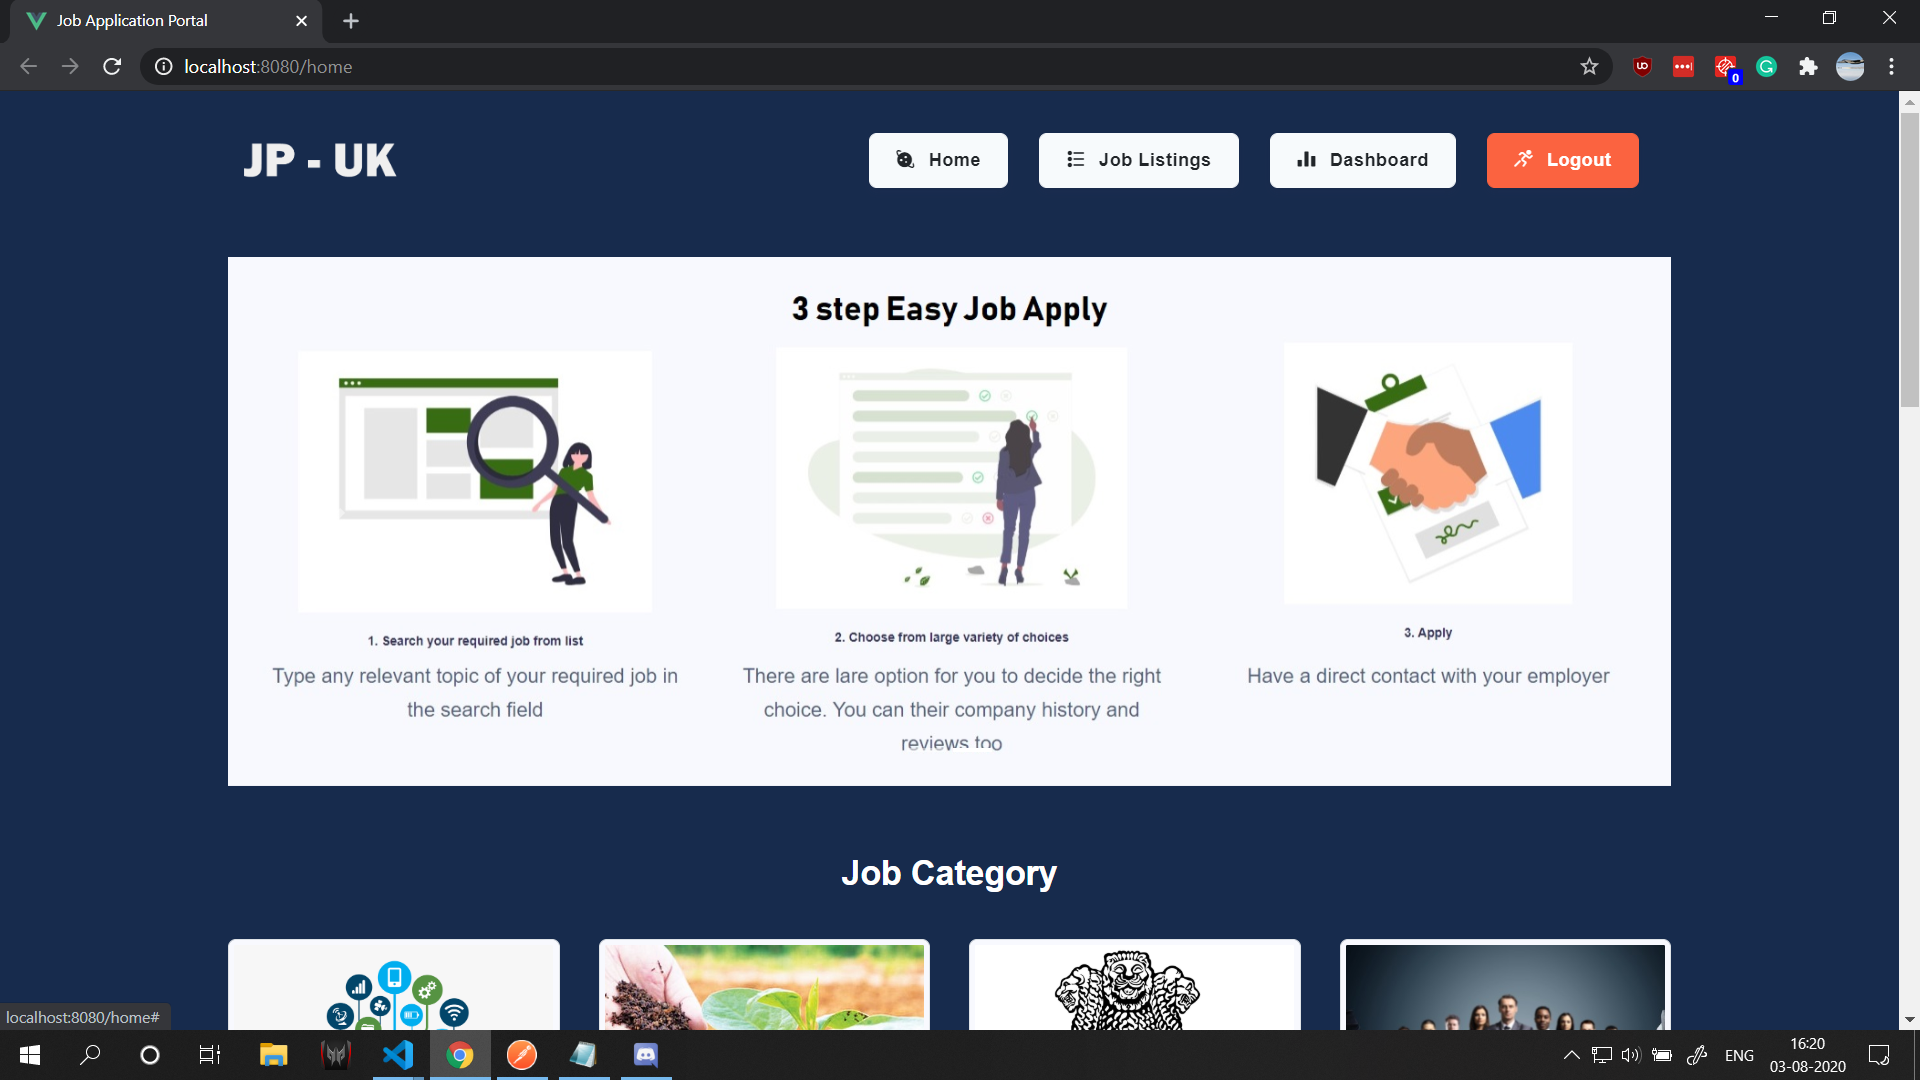 Job Application Portal
localhost:8080/home
0
JP - UK
Home
Job Listings
Dashboard
Logout
3 step Easy Job Apply
1. Search your required job from list
Type any relevant topic of your required job in
the search field
2. Choose from large variety of choices
There are lare option for you to decide the right
choice. You can their company history and
reviews too
3. Apply
Have a direct contact with your employer
Job Category
localhost:8080/home#
ENG
16:20
03-08-2020